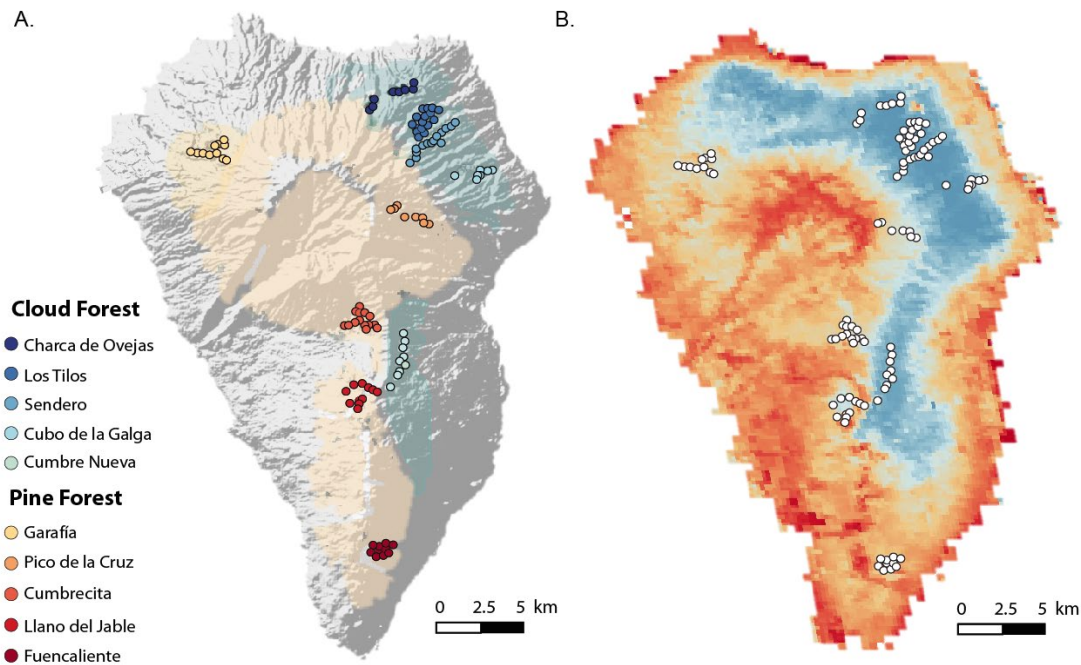 A.
B.
Cloud Forest
Charca de Ovejas
Los Tilos
Sendero
Cubo de la Galga
Cumbre Nueva
Pine Forest
Garafía
Pico de la Cruz
Cumbrecita
Llano del Jable
Fuencaliente
0 2.5 5 km
0 2.5 5 km